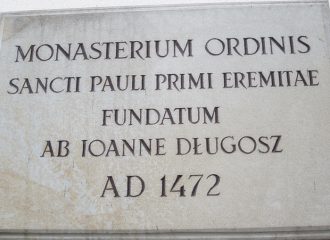 MONASTERIUM ORDINIS
SANCTI PAULI PRIMI EREMITAE
FUNDATUM
AB IOANNE DŁUGOSZ
AD 1472